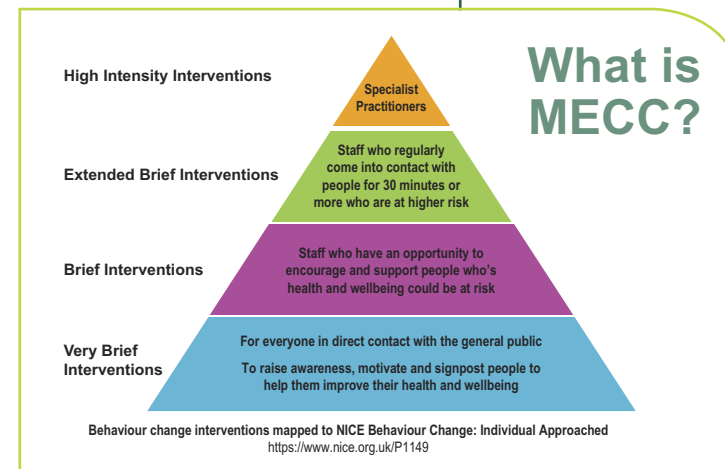 What is
MECC?
High Intensity Interventions
Specialist
Practitioners
Extended Brief Interventions
Staff who regularly
come into contact with
people for 30 minutes or
more who are at higher risk
Brief Interventions
Staff who have an opportunity to
encourage and support people who's
health and wellbeing could be at risk
Very Brief
Interventions
For everyone in direct contact with the general public
To raise awareness, motivate and signpost people to
help them improve their health and wellbeing
Behaviour change interventions mapped to NICE Behaviour Change: Individual Approached
https://www.nice.org.uk/P1149